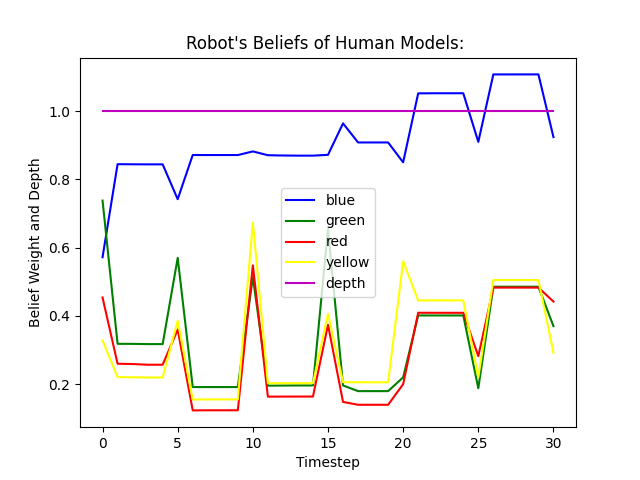 Robot's Beliefs of Human Models:
Belief Weight and Depth
1.0
0.8
0.6
0.4
0.2
blue
green
red
yellow
depth
0 5 10 15 20 25 30
Timestep